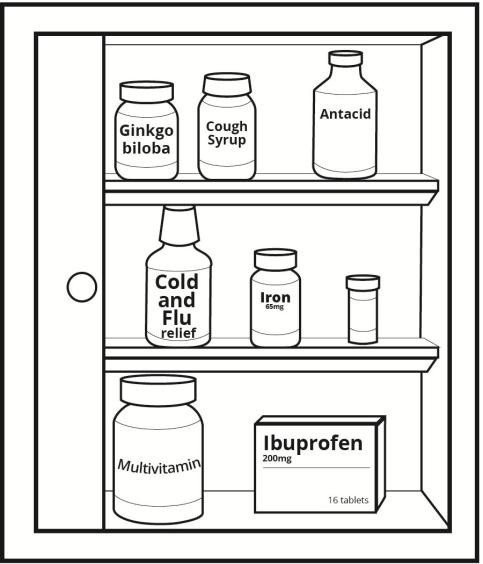 Ginkgo
biloba
Cough
Syrup
Antacid
Cold
and
Flu
relief
Iron
65mg
Multivitamin
Ibuprofen
200mg
16 tablets